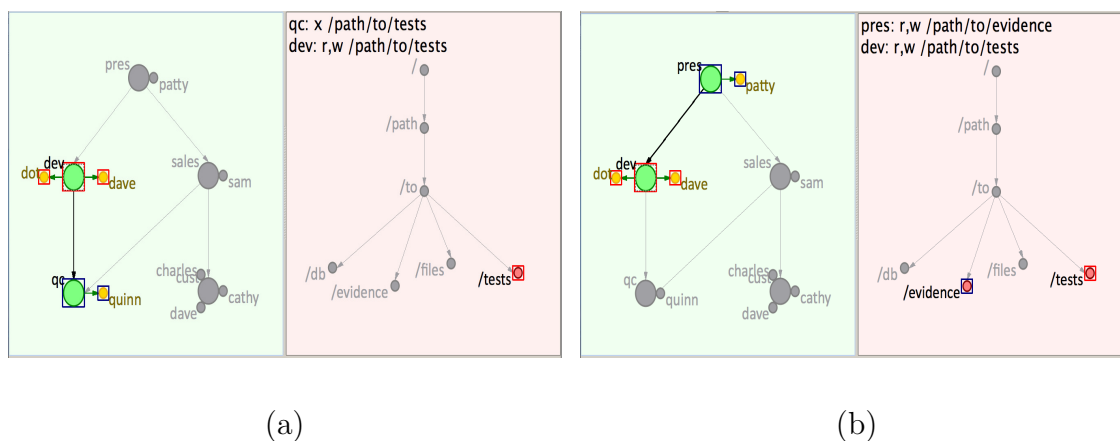 qc: x /path/to/tests
dev: r,w /path/to/tests
pres
patty
dev
dot
dave
sales
sam
qc
quinn
charles
cust
cathy
dave
/
/path
/to
/db
/evidence
/files
/tests
(a)
pres: r,w /path/to/evidence
dev: r,w /path/to/tests
pres
patty
dev
dot
dave
sales
sam
qc
quinn
charles
cust
cathy
dave
/
/path
/to
/db
/evidence
/files
/tests
(b)